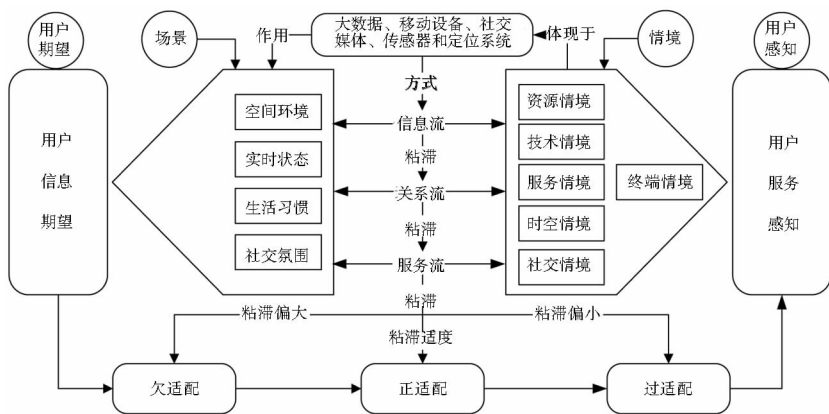 用户
期望
场景
作用
大数据、移动设备、社交
媒体、传感器和定位系统
体现于
情境
用户
感知
方式
用
户
信
息
期
望
空间环境
实时状态
生活习惯
社交氛围
信息流
粘滞
关系流
粘滞
服务流
粘滞
资源情境
技术情境
服务情境
时空情境
社交情境
终端情境
用
户
服
务
感
知
粘滞偏大
粘滞适度
粘滞偏小
欠适配
正适配
过适配